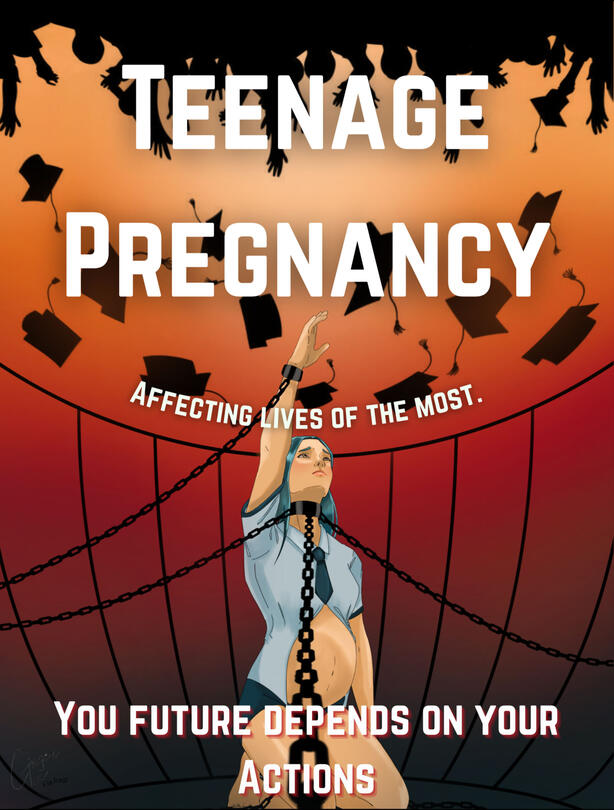 TEENAGE
PREGNANCY
AFFECTING LIVES OF THE MOST.
YOU FUTURE DEPENDS ON YOUR
ACTIONS